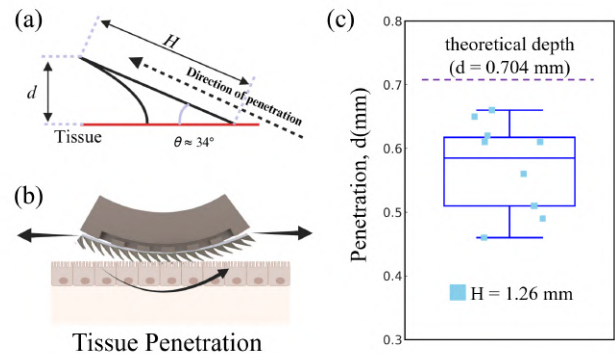 (a)
H
d
Direction of penetration
Tissue
θ ≈ 34°
(b)
Tissue Penetration
(c)
Penetration, d(mm)
0.8
0.7
0.6
0.5
0.4
0.3
theoretical depth
(d = 0.704 mm)
H = 1.26 mm